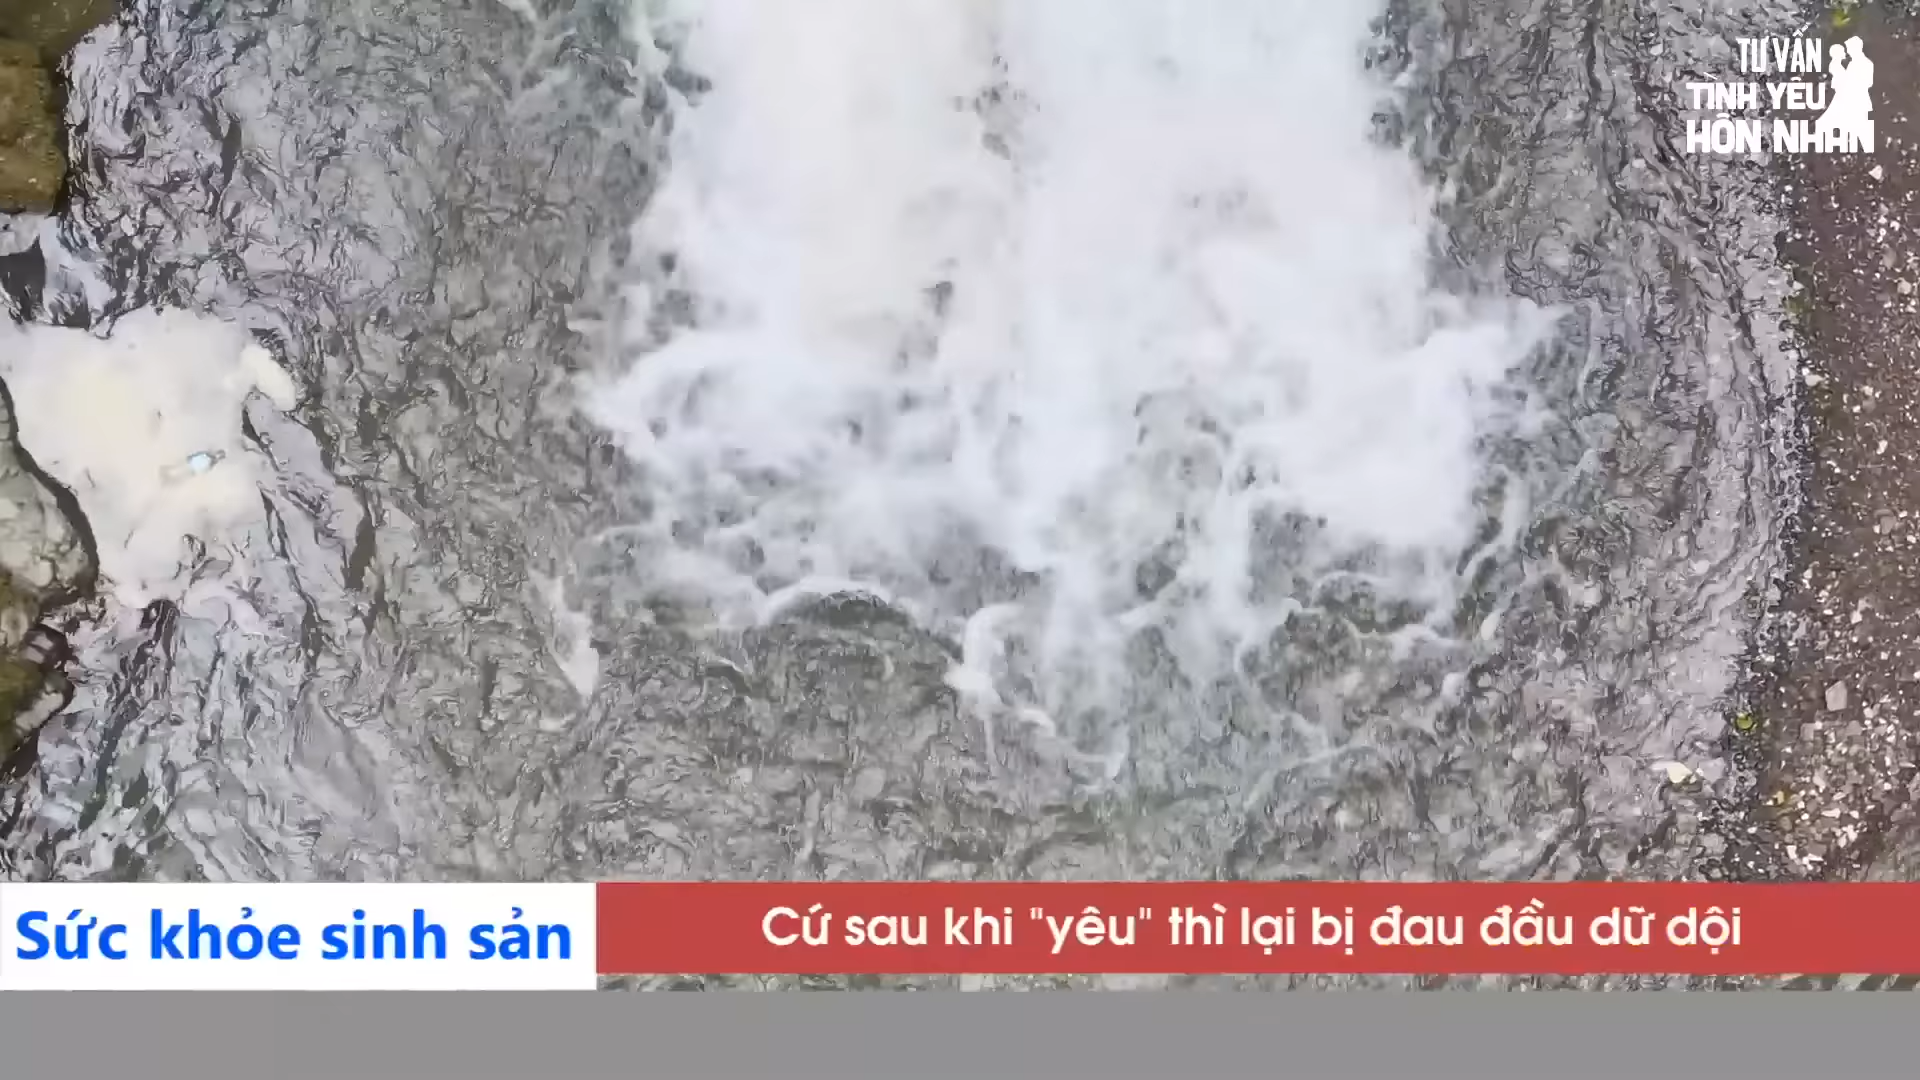 TƯ VẤN
TÌNH YÊU
HÔN NHÂN
Sức khỏe sinh sản
Cứ sau khi "yêu" thì lại bị đau đầu dữ dội